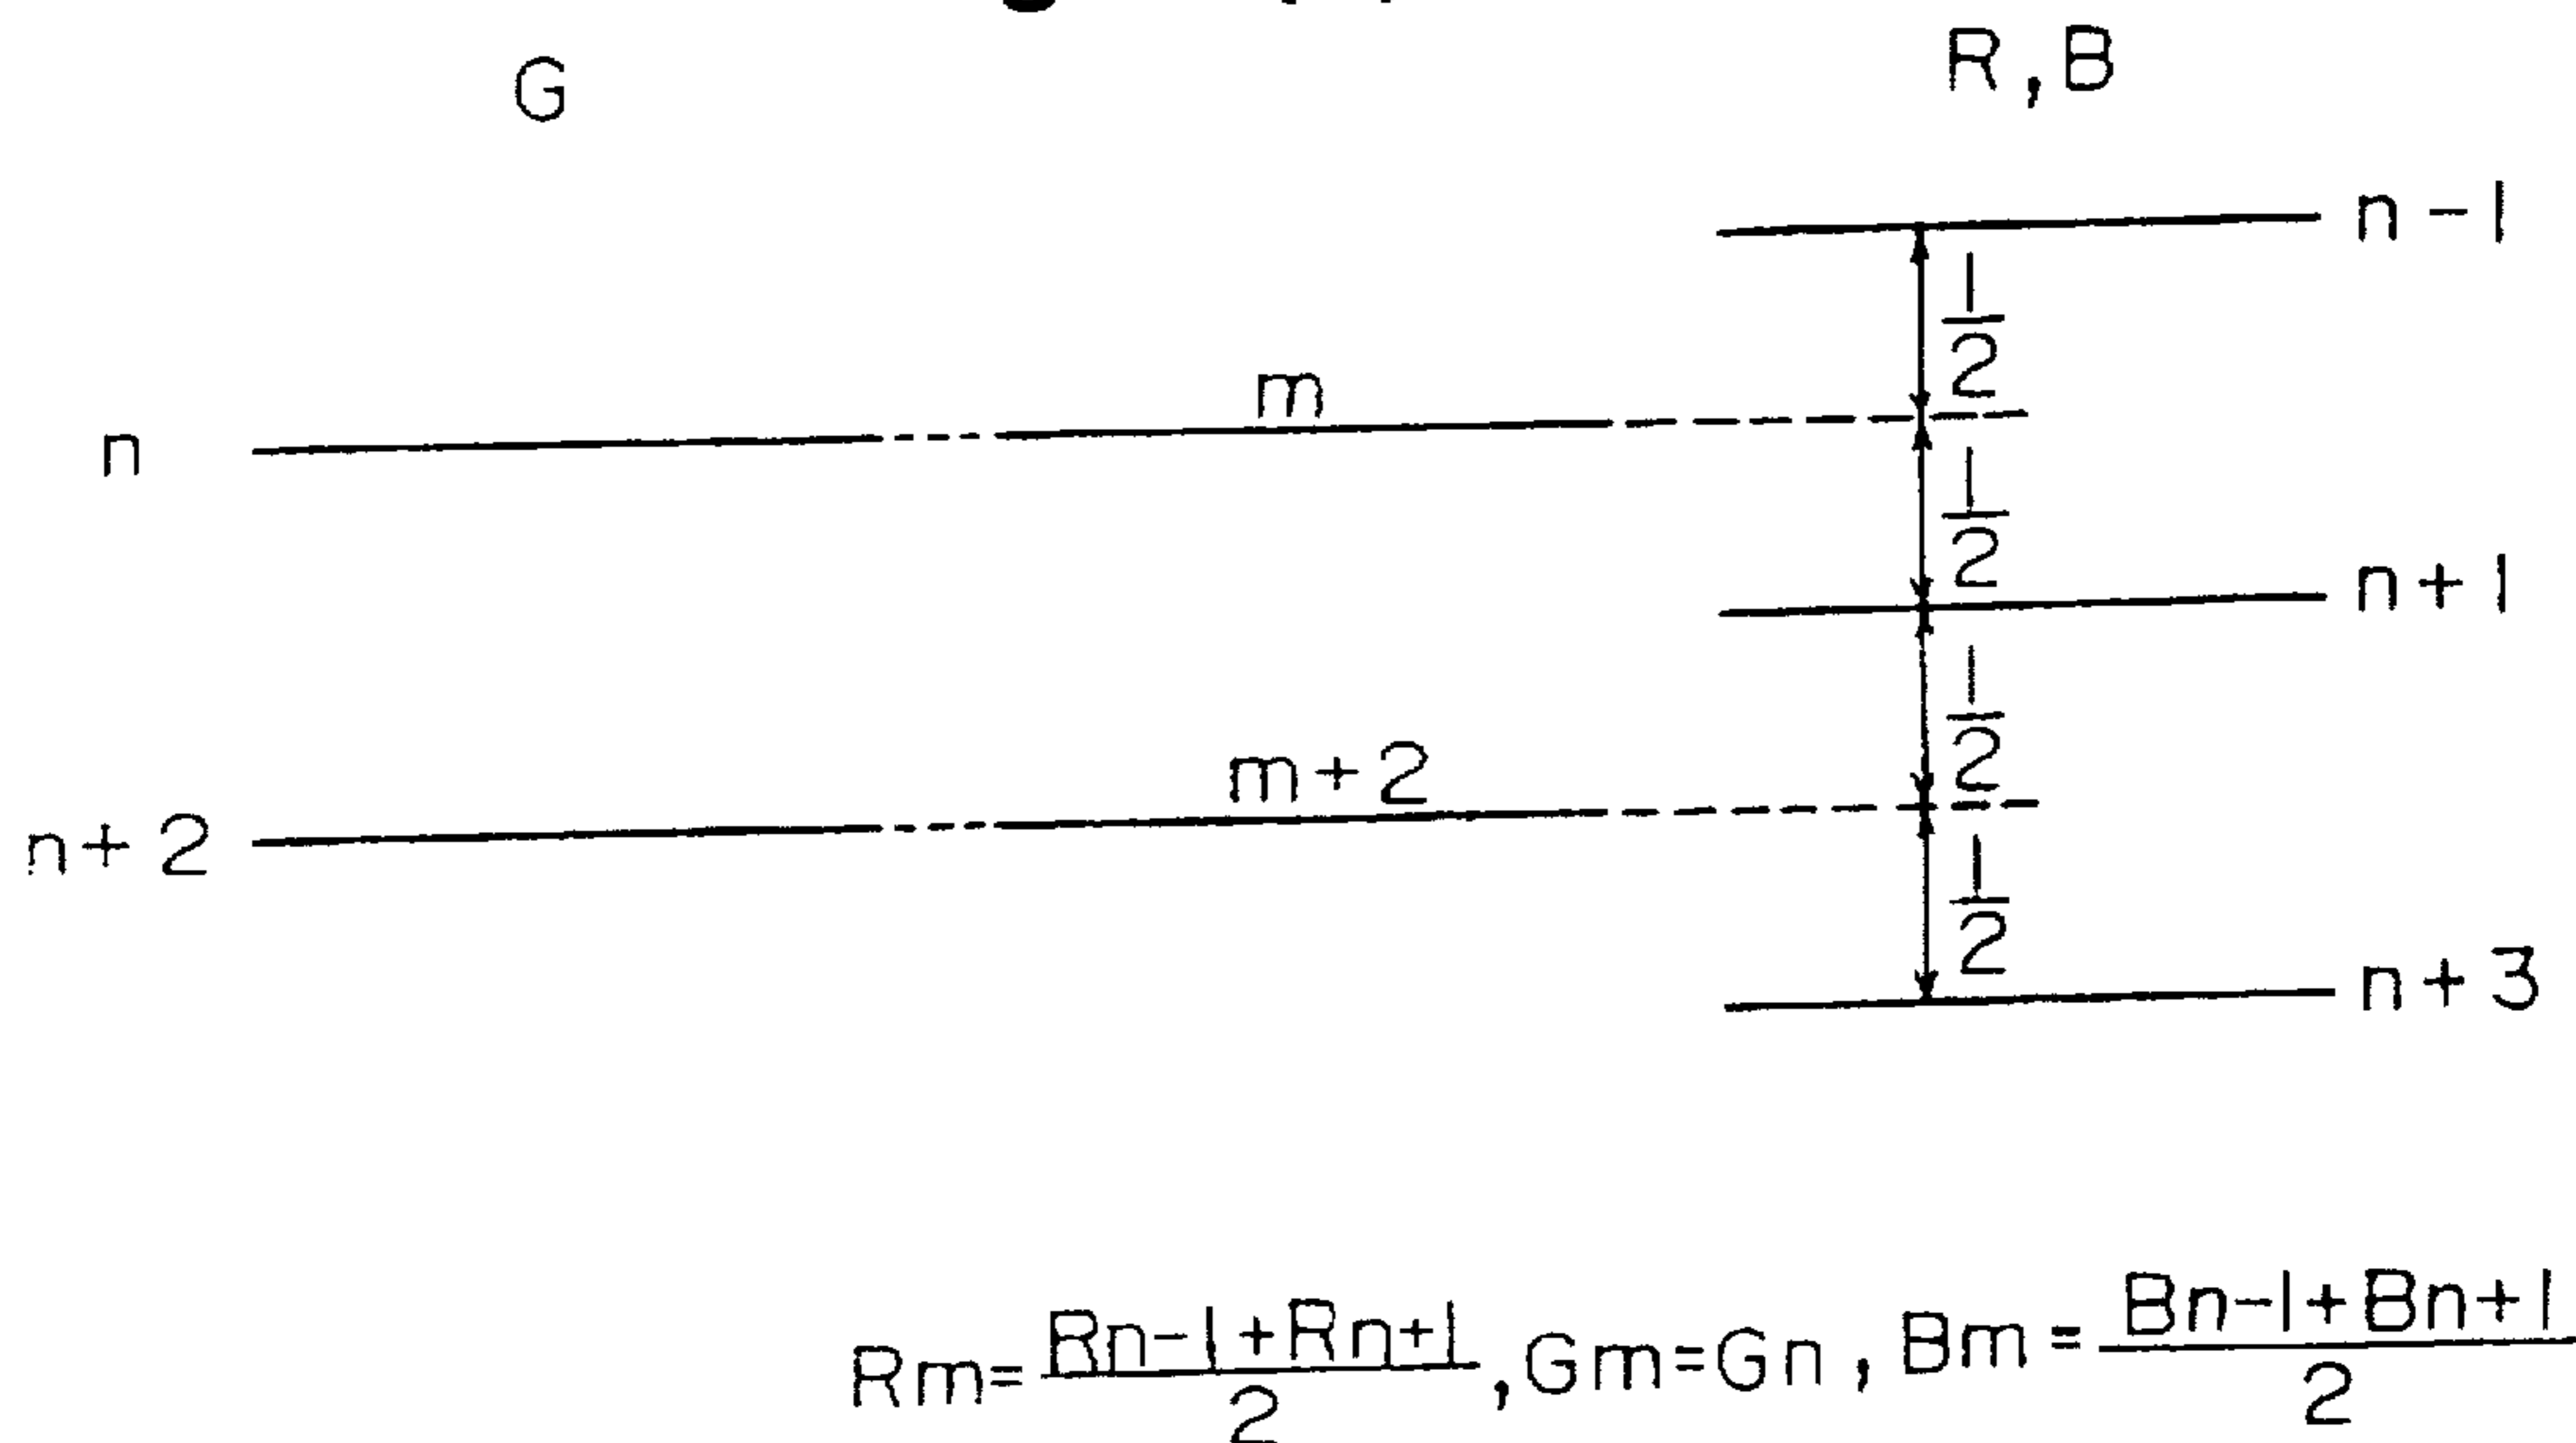 G R,B
n-1
1/2
m
n
1/2
n+1
1/2
m+2
n+2
1/2
n+3
Rm=(Rn-1+Rn+1)/2, Gm=Gn, Bm=(Bn-1+Bn+1)/2